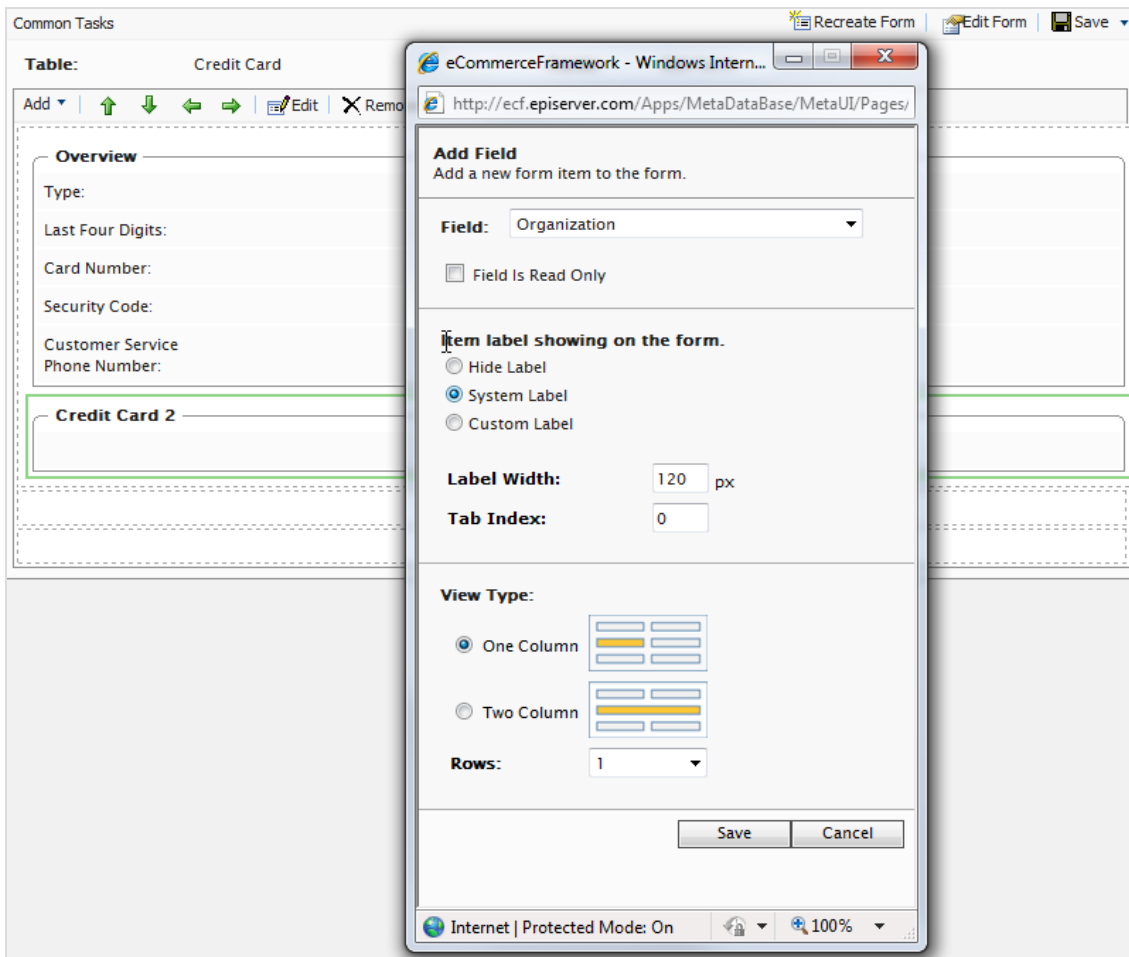 Common Tasks
Recreate Form
Edit Form
Save
Table:
Credit Card
Add
Edit
Remo
Overview
Type:
Last Four Digits:
Card Number:
Security Code:
Customer Service
Phone Number:
Credit Card 2
eCommerceFramework - Windows Intern...
http://ecf.episerver.com/Apps/MetaDataBase/MetaUI/Pages/
Add Field
Add a new form item to the form.
Field:
Organization
Field Is Read Only
Item label showing on the form.
Hide Label
System Label
Custom Label
Label Width:
120
px
Tab Index:
0
View Type:
One Column
Two Column
Rows:
1
Save
Cancel
Internet | Protected Mode: On
100%